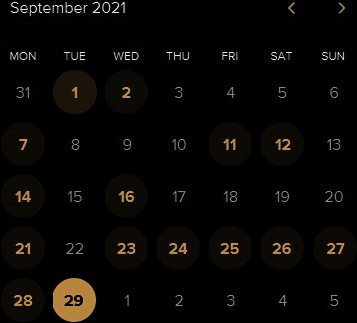 September 2021
MON TUE WED THU FRI SAT SUN
31 1 2 3 4 5 6
7 8 9 10 11 12 13
14 15 16 17 18 19 20
21 22 23 24 25 26 27
28 29 1 2 3 4 5